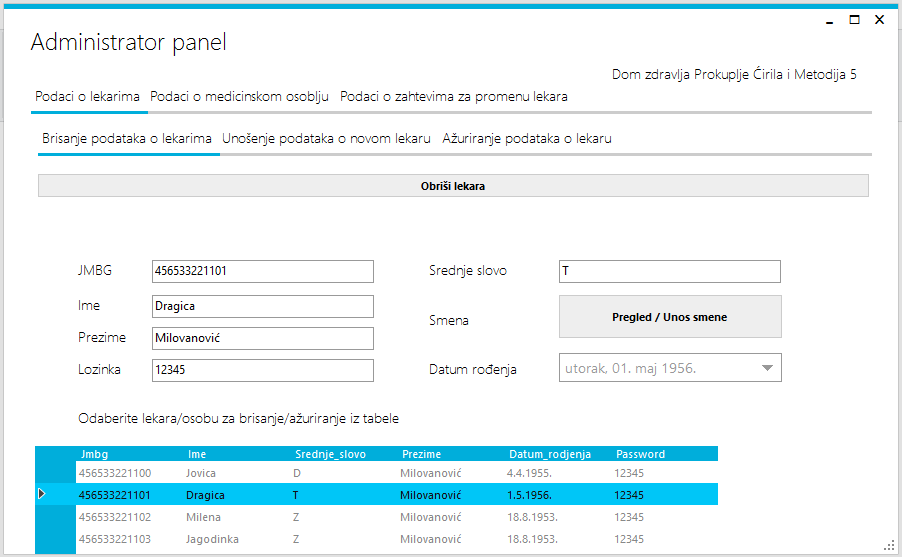 Administrator panel
Dom zdravlja Prokuplje Ćirila i Metodija 5
Podaci o lekarima Podaci o medicinskom osoblju Podaci o zahtevima za promenu lekara
Brisanje podataka o lekarima Unošenje podataka o novom lekaru Ažuriranje podataka o lekaru
Obriši lekara
JMBG 456533221101 Srednje slovo T
Ime Dragica
Smena Pregled / Unos smene
Prezime Milovanović
Lozinka 12345 Datum rođenja utorak, 01. maj 1956.
Odaberite lekara/osobu za brisanje/ažuriranje iz tabele
Jmbg Ime Srednje_slovo Prezime Datum_rodjenja Password
456533221100 Jovica D Milovanović 4.4.1955. 12345
456533221101 Dragica T Milovanović 1.5.1956. 12345
456533221102 Milena Z Milovanović 18.8.1953. 12345
456533221103 Jagodinka Z Milovanović 18.8.1953. 12345